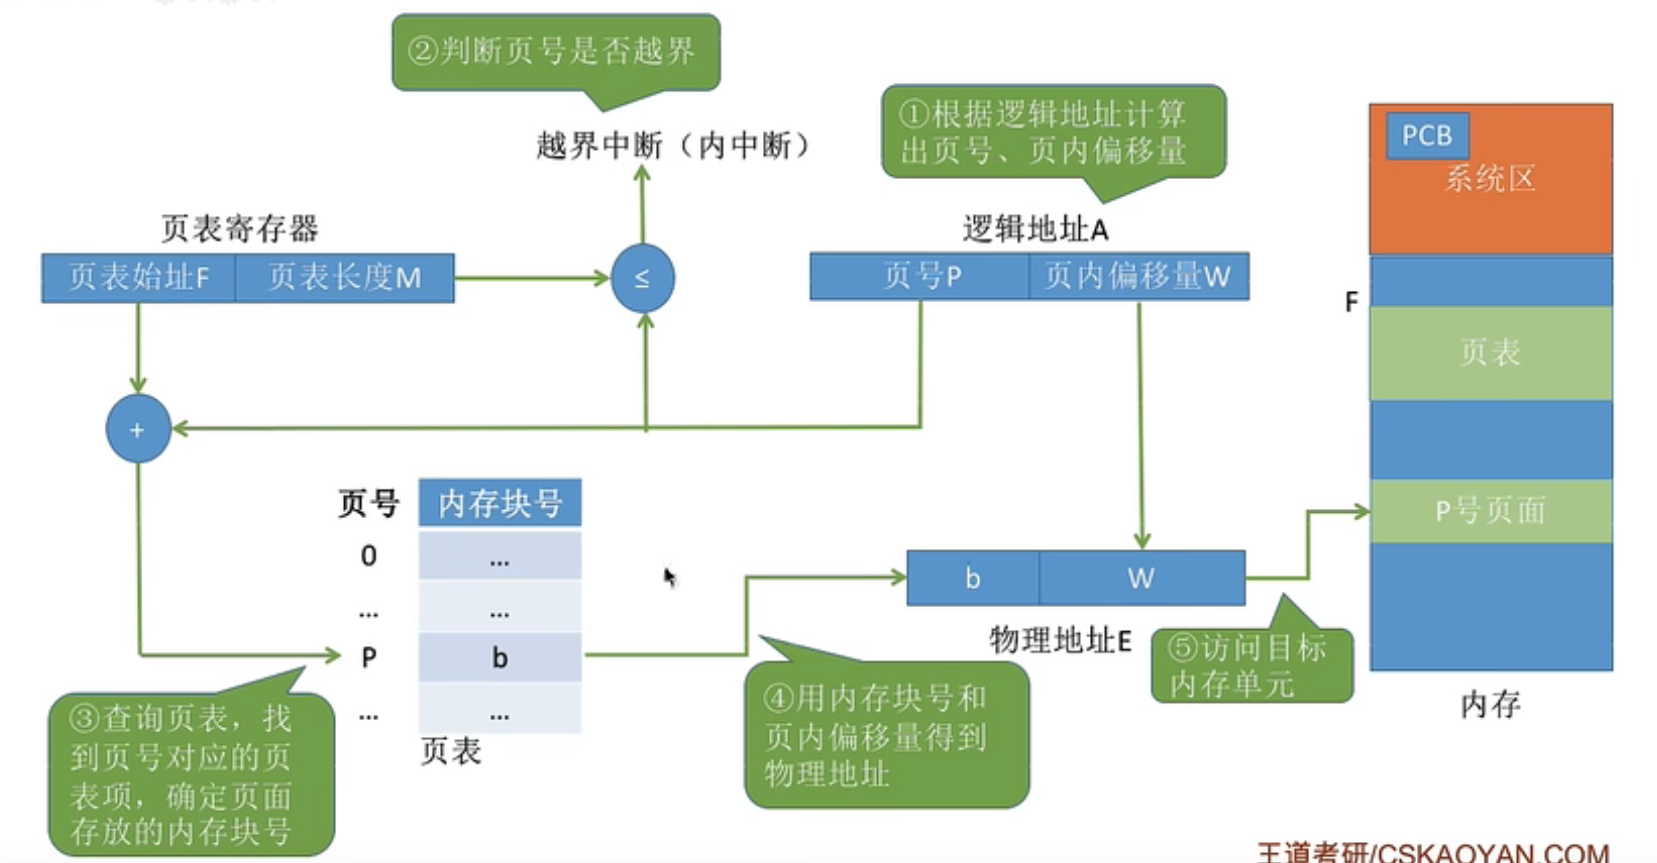 ②判断页号是否越界
①根据逻辑地址计算
出页号、页内偏移量
越界中断（内中断）
PCB
系统区
页表寄存器
逻辑地址A
页表始址F
页表长度M
≤
页号P
页内偏移量W
F
页表
+
页号
内存块号
0
...
...
...
P
b
...
...
页表
b
W
物理地址E
P号页面
内存
③查询页表，找
到页号对应的页
表项，确定页面
存放的内存块号
④用内存块号和
页内偏移量得到
物理地址
⑤访问目标
内存单元
王道考研/CSKAOYAN.COM